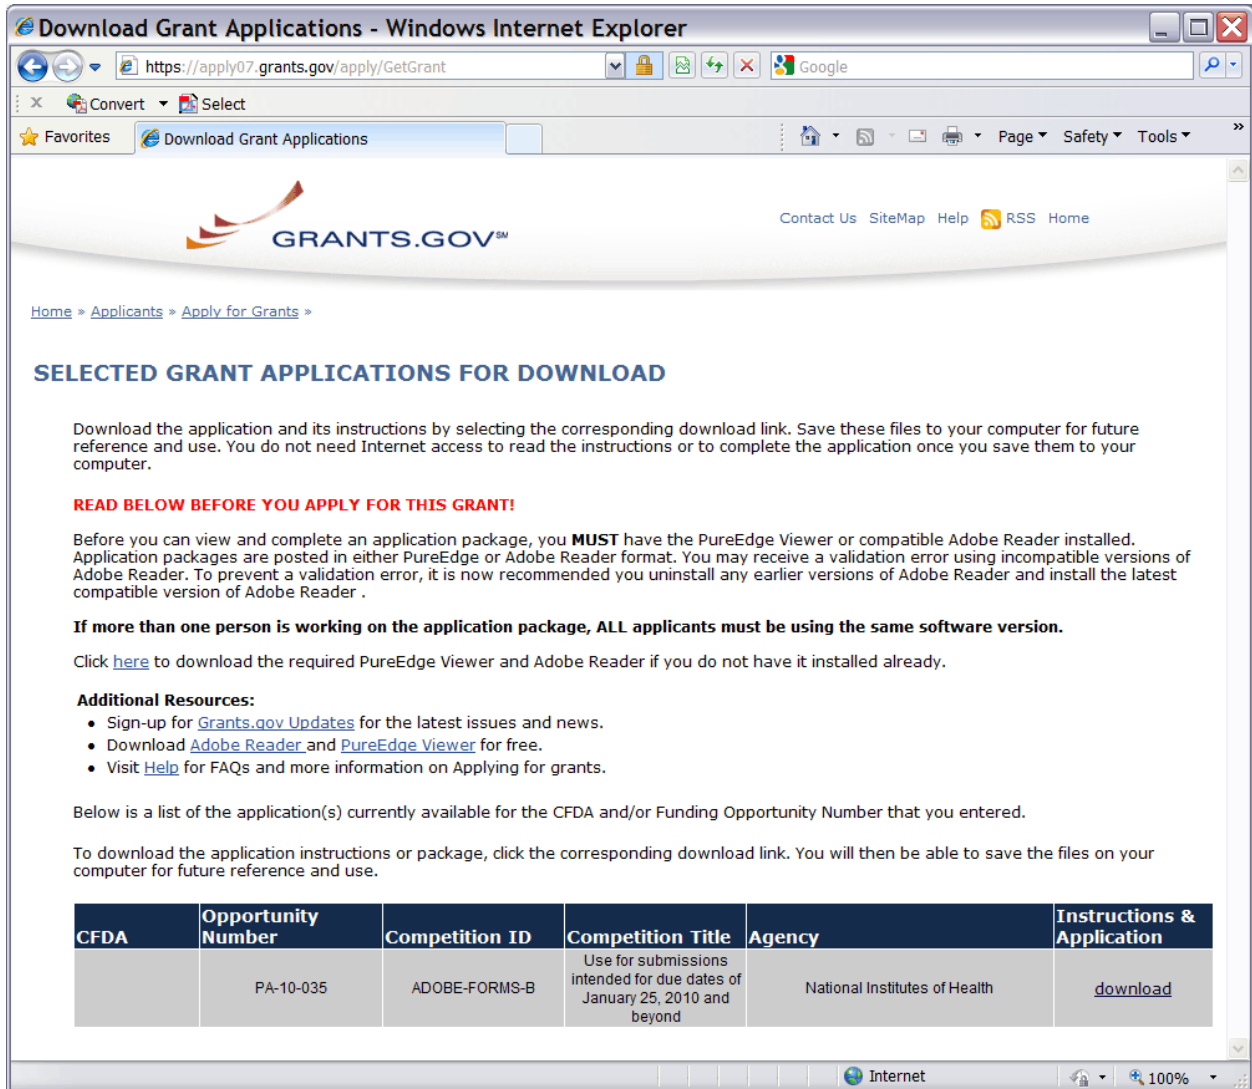 Download Grant Applications - Windows Internet Explorer
https://apply07.grants.gov/apply/GetGrant
Google
x Convert Select
Favorites Download Grant Applications Page Safety Tools »
GRANTS.GOV℠
Contact Us SiteMap Help RSS Home
Home » Applicants » Apply for Grants »
SELECTED GRANT APPLICATIONS FOR DOWNLOAD
Download the application and its instructions by selecting the corresponding download link. Save these files to your computer for future
reference and use. You do not need Internet access to read the instructions or to complete the application once you save them to your
computer.
READ BELOW BEFORE YOU APPLY FOR THIS GRANT!
Before you can view and complete an application package, you MUST have the PureEdge Viewer or compatible Adobe Reader installed.
Application packages are posted in either PureEdge or Adobe Reader format. You may receive a validation error using incompatible versions of
Adobe Reader. To prevent a validation error, it is now recommended you uninstall any earlier versions of Adobe Reader and install the latest
compatible version of Adobe Reader .
If more than one person is working on the application package, ALL applicants must be using the same software version.
Click here to download the required PureEdge Viewer and Adobe Reader if you do not have it installed already.
Additional Resources:
• Sign-up for Grants.gov Updates for the latest issues and news.
• Download Adobe Reader and PureEdge Viewer for free.
• Visit Help for FAQs and more information on Applying for grants.
Below is a list of the application(s) currently available for the CFDA and/or Funding Opportunity Number that you entered.
To download the application instructions or package, click the corresponding download link. You will then be able to save the files on your
computer for future reference and use.
CFDA
Opportunity
Number
Competition ID
Competition Title
Agency
Instructions &
Application
PA-10-035
ADOBE-FORMS-B
Use for submissions
intended for due dates of
January 25, 2010 and
beyond
National Institutes of Health
download
Internet
100%